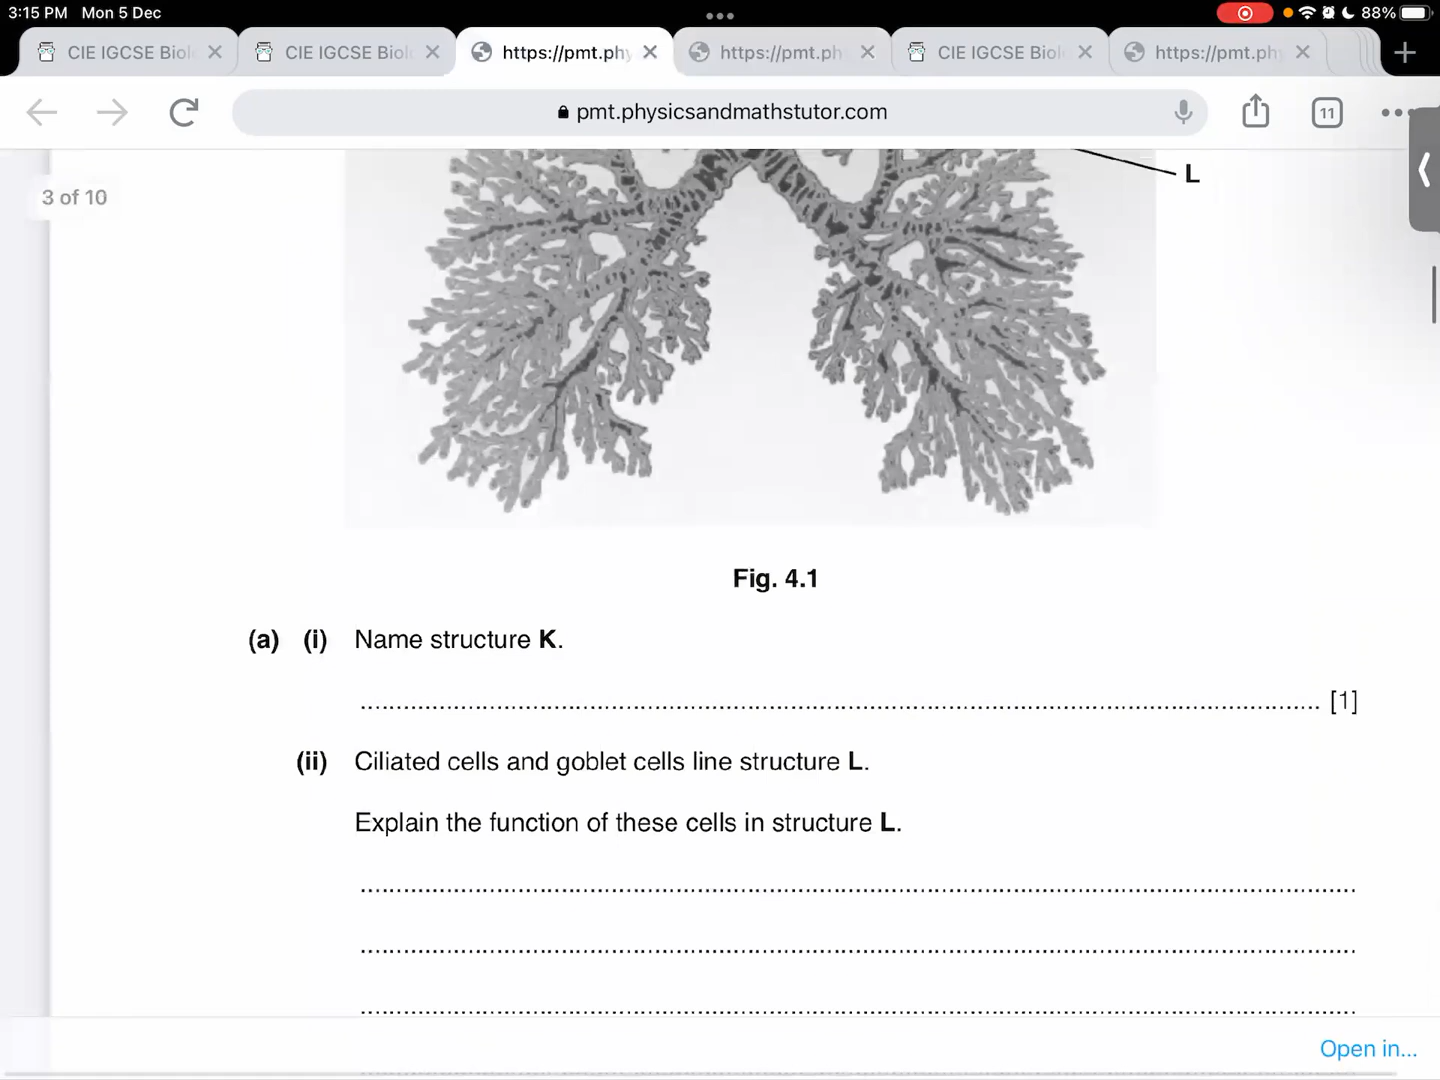 3:15 PM Mon 5 Dec
88%
CIE IGCSE Biol
CIE IGCSE Biol
https://pmt.phy
https://pmt.ph
CIE IGCSE Biol
https://pmt.phy
pmt.physicsandmathstutor.com
11
3 of 10
L
Fig. 4.1
(a) (i) Name structure K.
[1]
(ii) Ciliated cells and goblet cells line structure L.
Explain the function of these cells in structure L.
Open in...